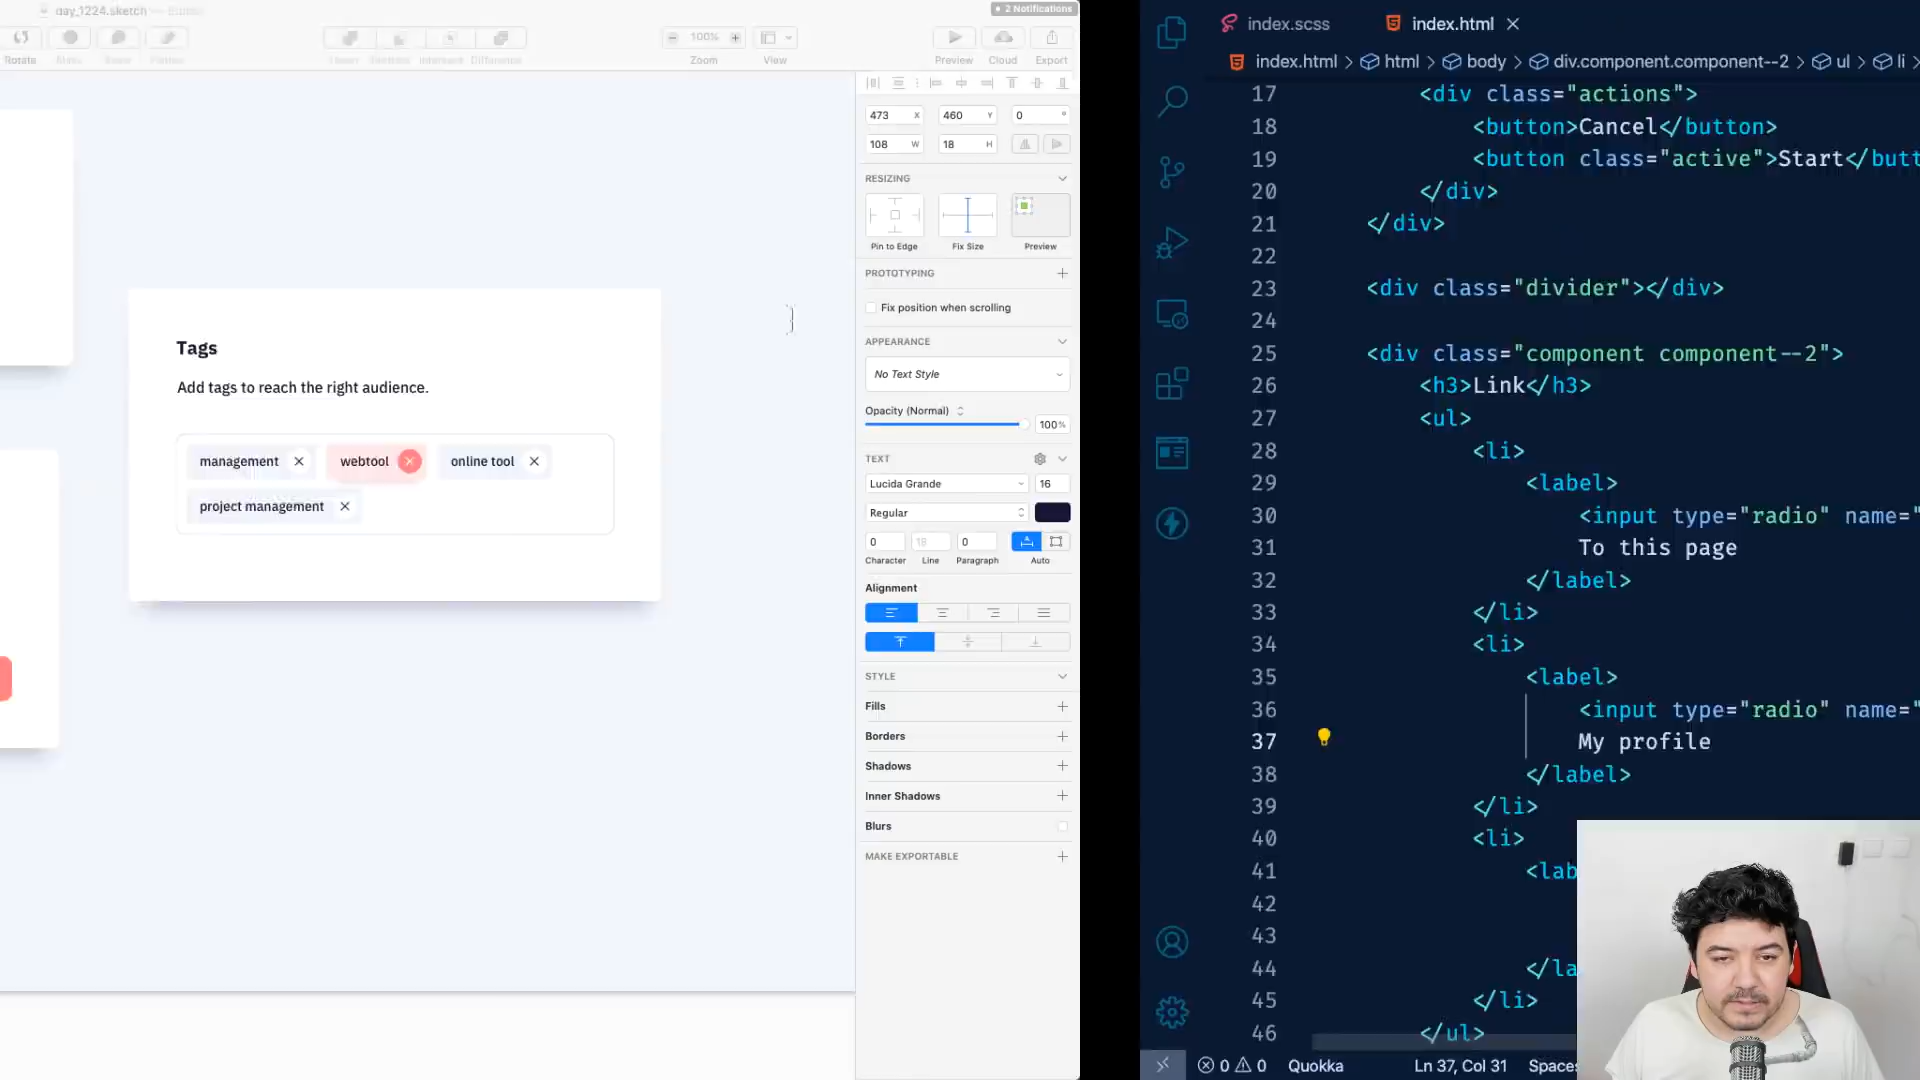 day_1224.sketch
2 Notifications
Rotate
100%
Zoom
View
Preview
Cloud
Export
473 X
460 Y
0 °
108 W
18 H
RESIZING
Pin to Edge
Fix Size
Preview
PROTOTYPING
Fix position when scrolling
APPEARANCE
No Text Style
Opacity (Normal)
100%
TEXT
Lucida Grande
16
Regular
0
18
0
Character
Line
Paragraph
Auto
Alignment
STYLE
Fills
Borders
Shadows
Inner Shadows
Blurs
MAKE EXPORTABLE
Tags
Add tags to reach the right audience.
management ✕
webtool ✕
online tool ✕
project management ✕
index.scss
index.html
index.html > html > body > div.component.component--2 > ul > li >
17 <div class="actions">
18 <button>Cancel</button>
19 <button class="active">Start</butt
20 </div>
21 </div>
22
23 <div class="divider"></div>
24
25 <div class="component component--2">
26 <h3>Link</h3>
27 <ul>
28 <li>
29 <label>
30 <input type="radio" name="
31 To this page
32 </label>
33 </li>
34 <li>
35 <label>
36 <input type="radio" name="
37 My profile
38 </label>
39 </li>
40 <li>
41 <lab
42
43
44 </la
45 </li>
46 </ul>
0
0
Quokka
Ln 37, Col 31
Spaces